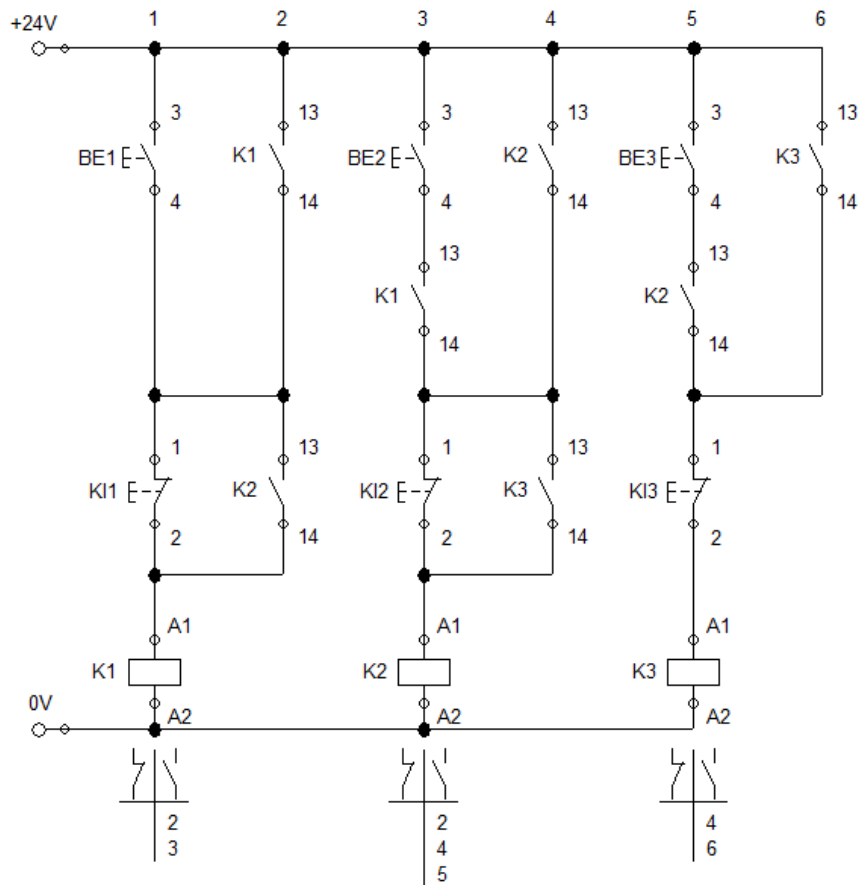 1 2 3 4 5 6
+24V
3 13 3 13 3 13
BE1 K1 BE2 K2 BE3 K3
4 14 4 14 4 14
13 13
K1 K2
14 14
1 13 1 13 1
KI1 K2 KI2 K3 KI3
2 14 2 14 2
A1 A1 A1
K1 K2 K3
0V
A2 A2 A2
2 2 4
3 4 6
5